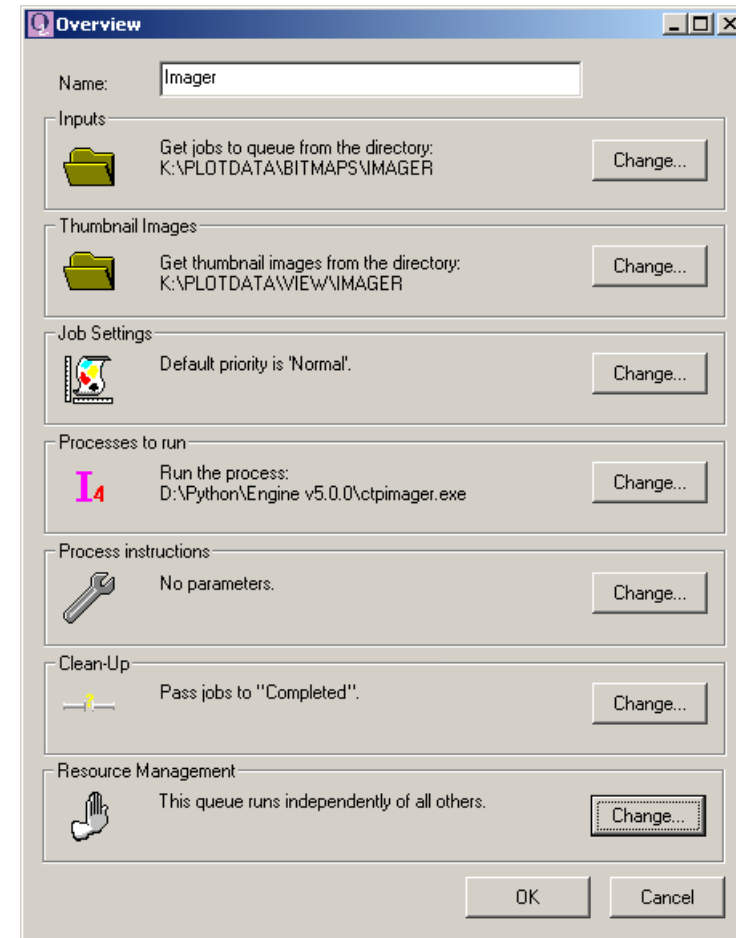 Overview
Name:
Imager
Inputs
Get jobs to queue from the directory:
K:\PLOTDATA\BITMAPS\IMAGER
Change...
Thumbnail Images
Get thumbnail images from the directory:
K:\PLOTDATA\VIEW\IMAGER
Change...
Job Settings
Default priority is 'Normal'.
Change...
Processes to run
I4
Run the process:
D:\Python\Engine v5.0.0\ctpimager.exe
Change...
Process instructions
No parameters.
Change...
Clean-Up
Pass jobs to "Completed".
Change...
Resource Management
This queue runs independently of all others.
Change...
OK
Cancel